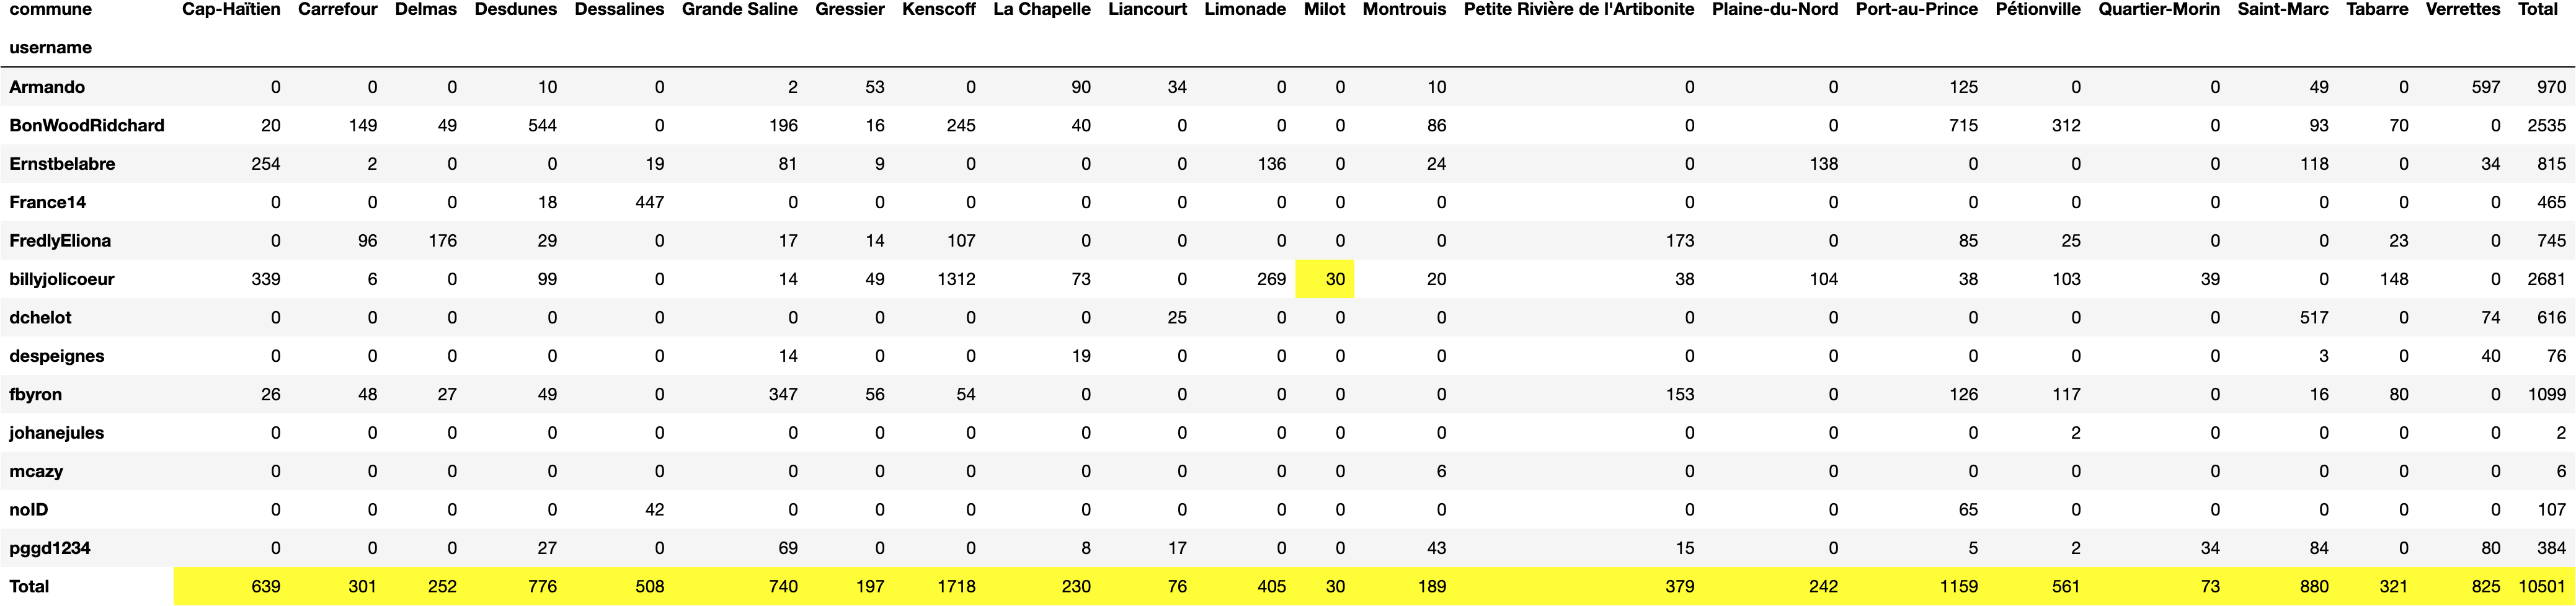 commune Cap-Haïtien Carrefour Delmas Desdunes Dessalines Grande Saline Gressier Kenscoff La Chapelle Liancourt Limonade Milot Montrouis Petite Rivière de l'Artibonite Plaine-du-Nord Port-au-Prince Pétionville Quartier-Morin Saint-Marc Tabarre Verrettes Total
username
Armando 0 0 0 10 0 2 53 0 90 34 0 0 10 0 0 125 0 0 49 0 597 970
BonWoodRidchard 20 149 49 544 0 196 16 245 40 0 0 0 86 0 0 715 312 0 93 70 0 2535
Ernstbelabre 254 2 0 0 19 81 9 0 0 0 136 0 24 0 138 0 0 0 118 0 34 815
France14 0 0 0 18 447 0 0 0 0 0 0 0 0 0 0 0 0 0 0 0 0 465
FredlyEliona 0 96 176 29 0 17 14 107 0 0 0 0 0 173 0 85 25 0 0 23 0 745
billyjolicoeur 339 6 0 99 0 14 49 1312 73 0 269 30 20 38 104 38 103 39 0 148 0 2681
dchelot 0 0 0 0 0 0 0 0 0 25 0 0 0 0 0 0 0 0 517 0 74 616
despeignes 0 0 0 0 0 14 0 0 19 0 0 0 0 0 0 0 0 0 3 0 40 76
fbyron 26 48 27 49 0 347 56 54 0 0 0 0 0 153 0 126 117 0 16 80 0 1099
johanejules 0 0 0 0 0 0 0 0 0 0 0 0 0 0 0 0 2 0 0 0 0 2
mcazy 0 0 0 0 0 0 0 0 0 0 0 0 6 0 0 0 0 0 0 0 0 6
noID 0 0 0 0 42 0 0 0 0 0 0 0 0 0 0 65 0 0 0 0 0 107
pggd1234 0 0 0 27 0 69 0 0 8 17 0 0 43 15 0 5 2 34 84 0 80 384
Total 639 301 252 776 508 740 197 1718 230 76 405 30 189 379 242 1159 561 73 880 321 825 10501